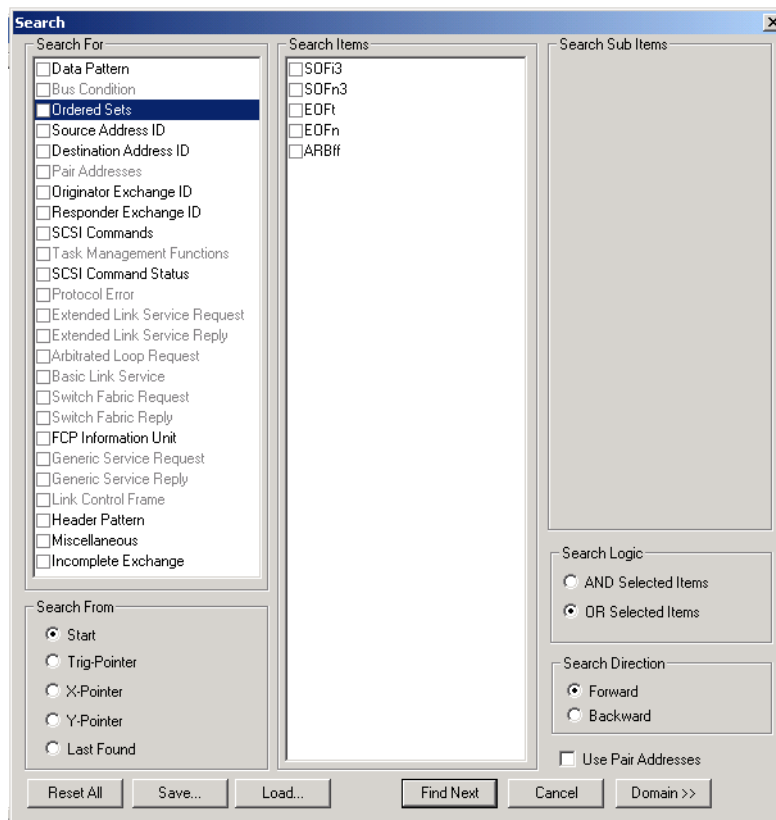 Search
Search For
Data Pattern
Bus Condition
Ordered Sets
Source Address ID
Destination Address ID
Pair Addresses
Originator Exchange ID
Responder Exchange ID
SCSI Commands
Task Management Functions
SCSI Command Status
Protocol Error
Extended Link Service Request
Extended Link Service Reply
Arbitrated Loop Request
Basic Link Service
Switch Fabric Request
Switch Fabric Reply
FCP Information Unit
Generic Service Request
Generic Service Reply
Link Control Frame
Header Pattern
Miscellaneous
Incomplete Exchange
Search From
Start
Trig-Pointer
X-Pointer
Y-Pointer
Last Found
Search Items
SOFi3
SOFn3
EOFt
EOFn
ARBff
Search Sub Items
Search Logic
AND Selected Items
OR Selected Items
Search Direction
Forward
Backward
Use Pair Addresses
Reset All Save... Load... Find Next Cancel Domain >>